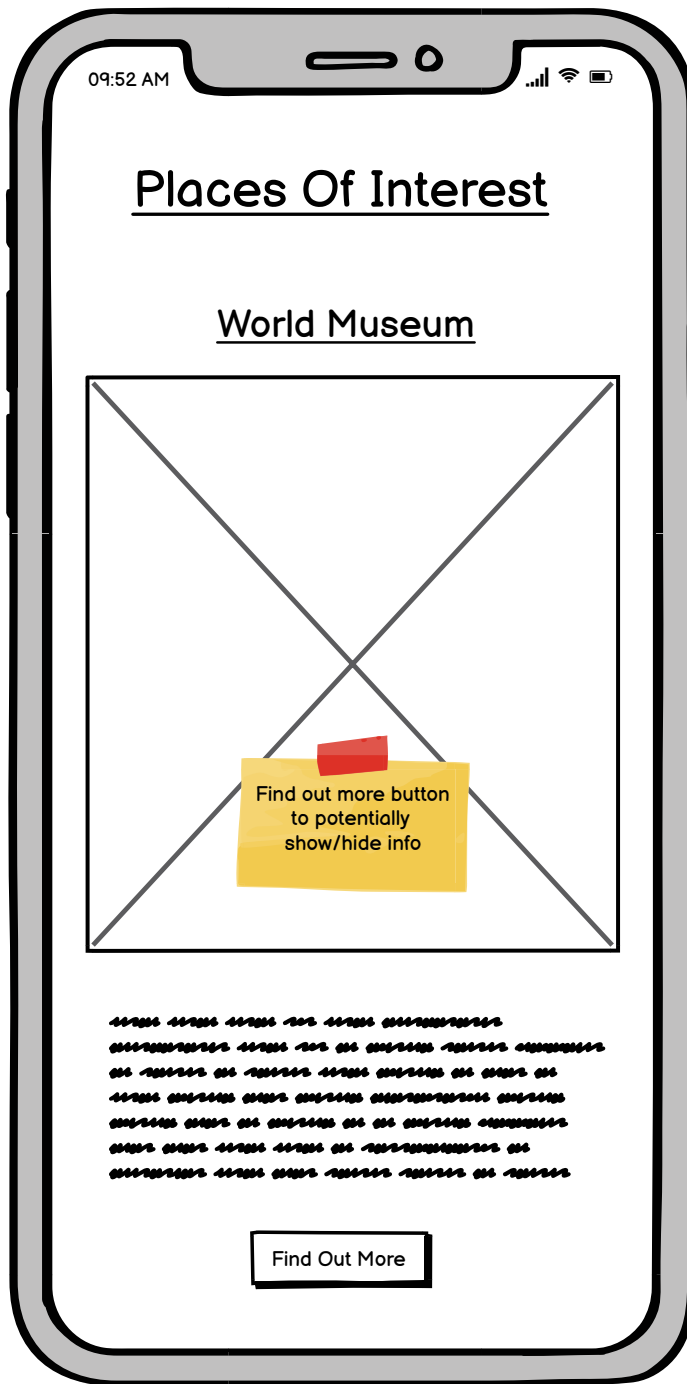 09:52 AM
Places Of Interest
World Museum
Find out more button
to potentially
show/hide info
Find Out More